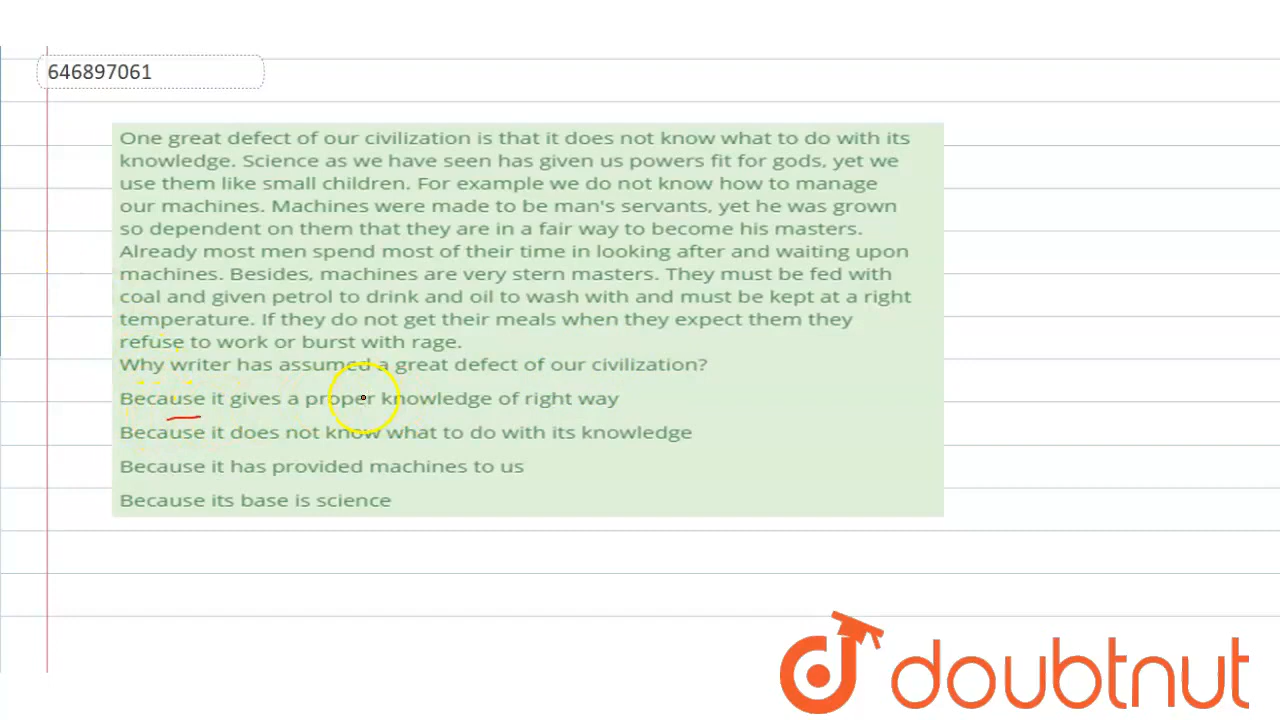 646897061
One great defect of our civilization is that it does not know what to do with its
knowledge. Science as we have seen has given us powers fit for gods, yet we
use them like small children. For example we do not know how to manage
our machines. Machines were made to be man's servants, yet he was grown
so dependent on them that they are in a fair way to become his masters.
Already most men spend most of their time in looking after and waiting upon
machines. Besides, machines are very stern masters. They must be fed with
coal and given petrol to drink and oil to wash with and must be kept at a right
temperature. If they do not get their meals when they expect them they
refuse to work or burst with rage.
Why writer has assumed a great defect of our civilization?
Because it gives a proper knowledge of right way
Because it does not know what to do with its knowledge
Because it has provided machines to us
Because its base is science
doubtnut